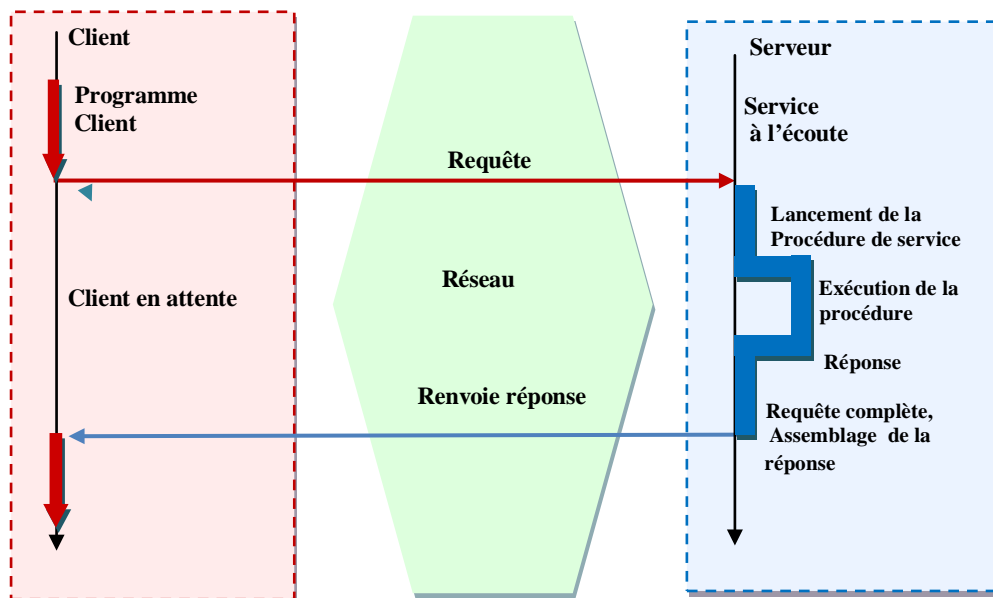 Client
Programme
Client
Client en attente
Requête
Réseau
Renvoie réponse
Serveur
Service
à l’écoute
Lancement de la
Procédure de service
Exécution de la
procédure
Réponse
Requête complète,
Assemblage de la
réponse